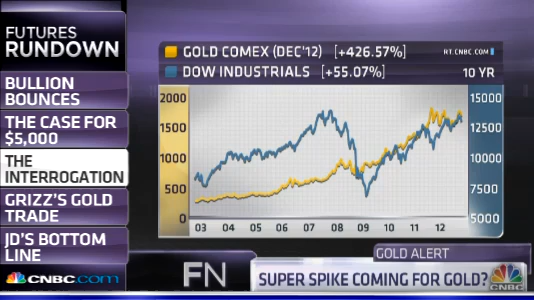 FUTURES
RUNDOWN
BULLION
BOUNCES
THE CASE FOR
$5,000
THE
INTERROGATION
GRIZZ'S GOLD
TRADE
JD'S BOTTOM
LINE
CNBC.com
GOLD COMEX (DEC'12) [+426.57%]
RT.CNBC.COM
DOW INDUSTRIALS [+55.07%]
10 YR
2000
1500
1000
500
0
15000
12500
10000
7500
5000
03 04 05 06 07 08 09 10 11 12
GOLD ALERT
FN
SUPER SPIKE COMING FOR GOLD?
CNBC